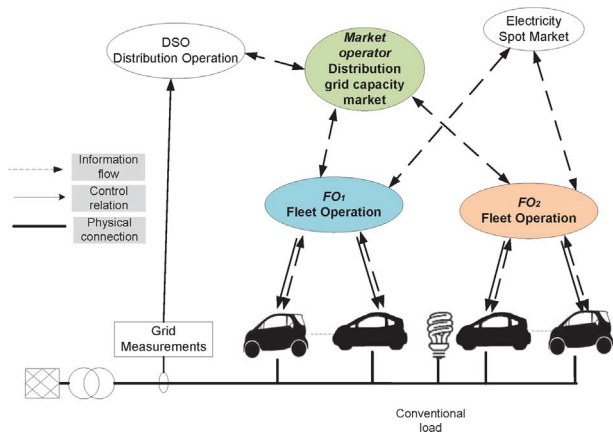 DSO
Distribution Operation
Market
operator
Distribution
grid capacity
market
Electricity
Spot Market
Information
flow
Control
relation
Physical
connection
FO1
Fleet Operation
FO2
Fleet Operation
Grid
Measurements
Conventional
load